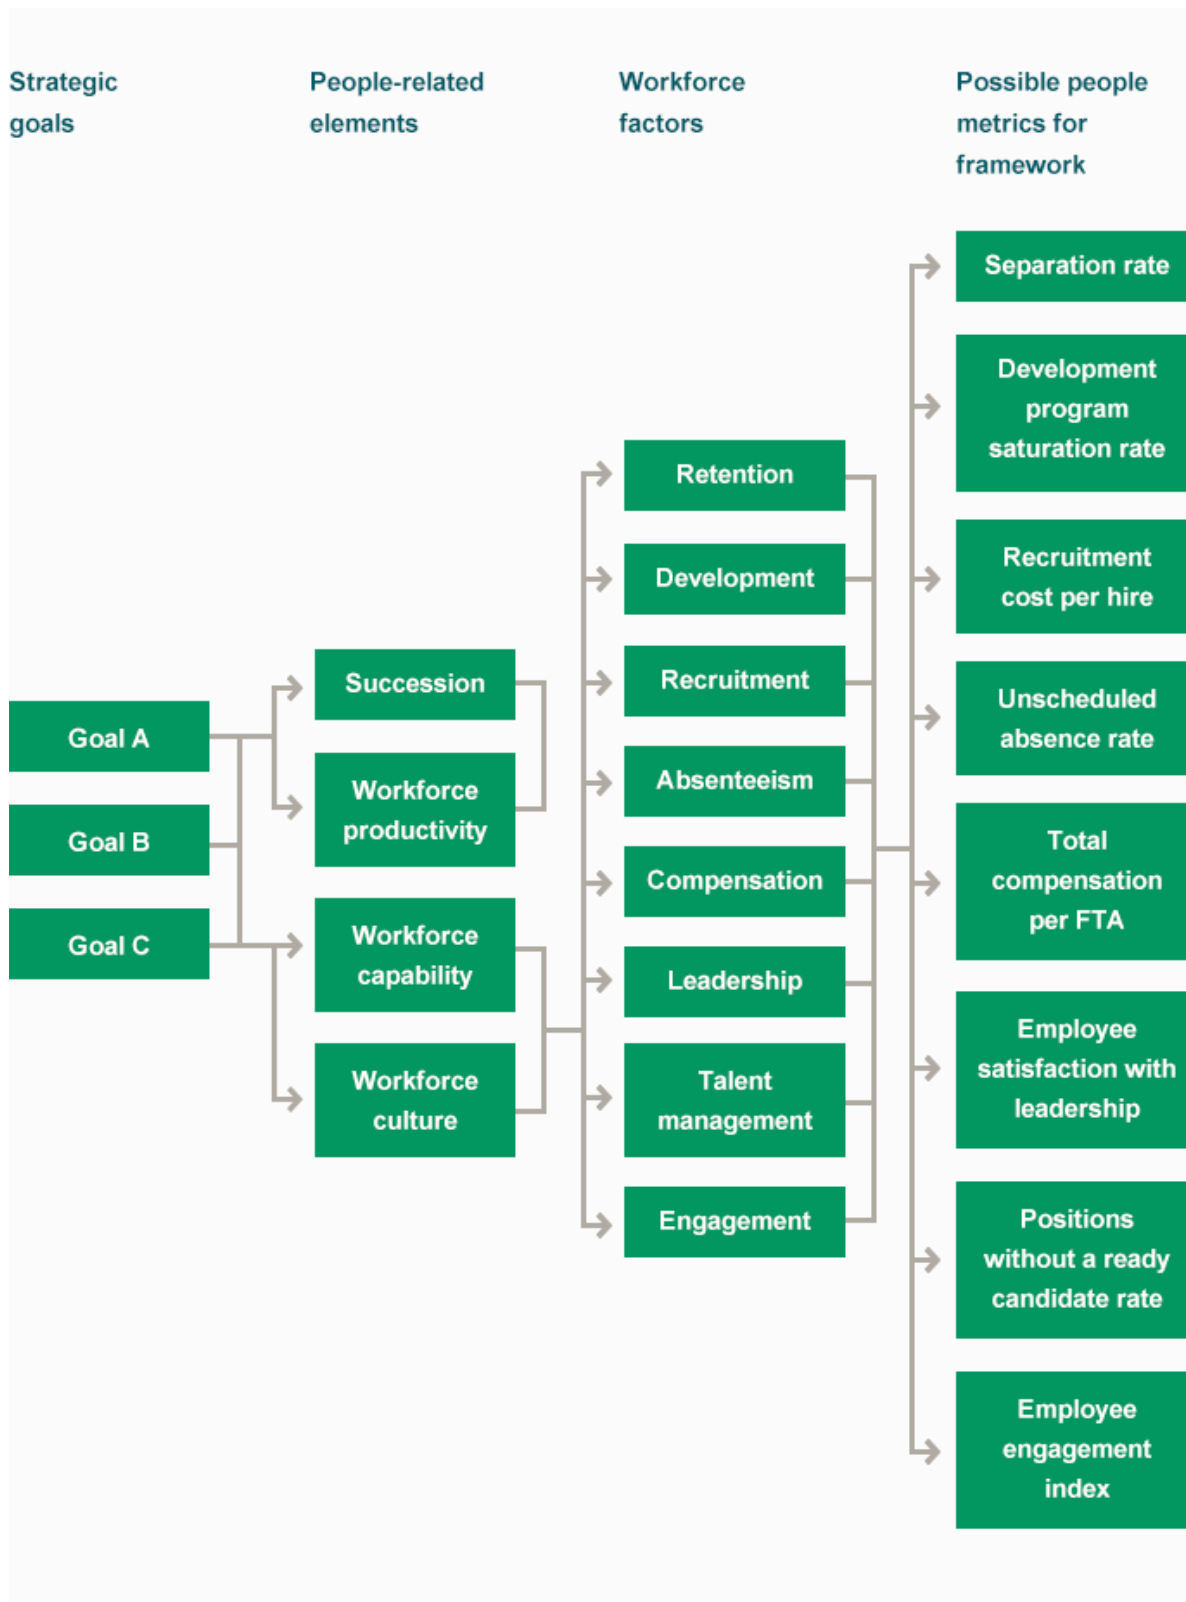 Strategic
goals
People-related
elements
Workforce
factors
Possible people
metrics for
framework
Goal A
Goal B
Goal C
Succession
Workforce
productivity
Workforce
capability
Workforce
culture
Retention
Development
Recruitment
Absenteeism
Compensation
Leadership
Talent
management
Engagement
Separation rate
Development
program
saturation rate
Recruitment
cost per hire
Unscheduled
absence rate
Total
compensation
per FTA
Employee
satisfaction with
leadership
Positions
without a ready
candidate rate
Employee
engagement
index